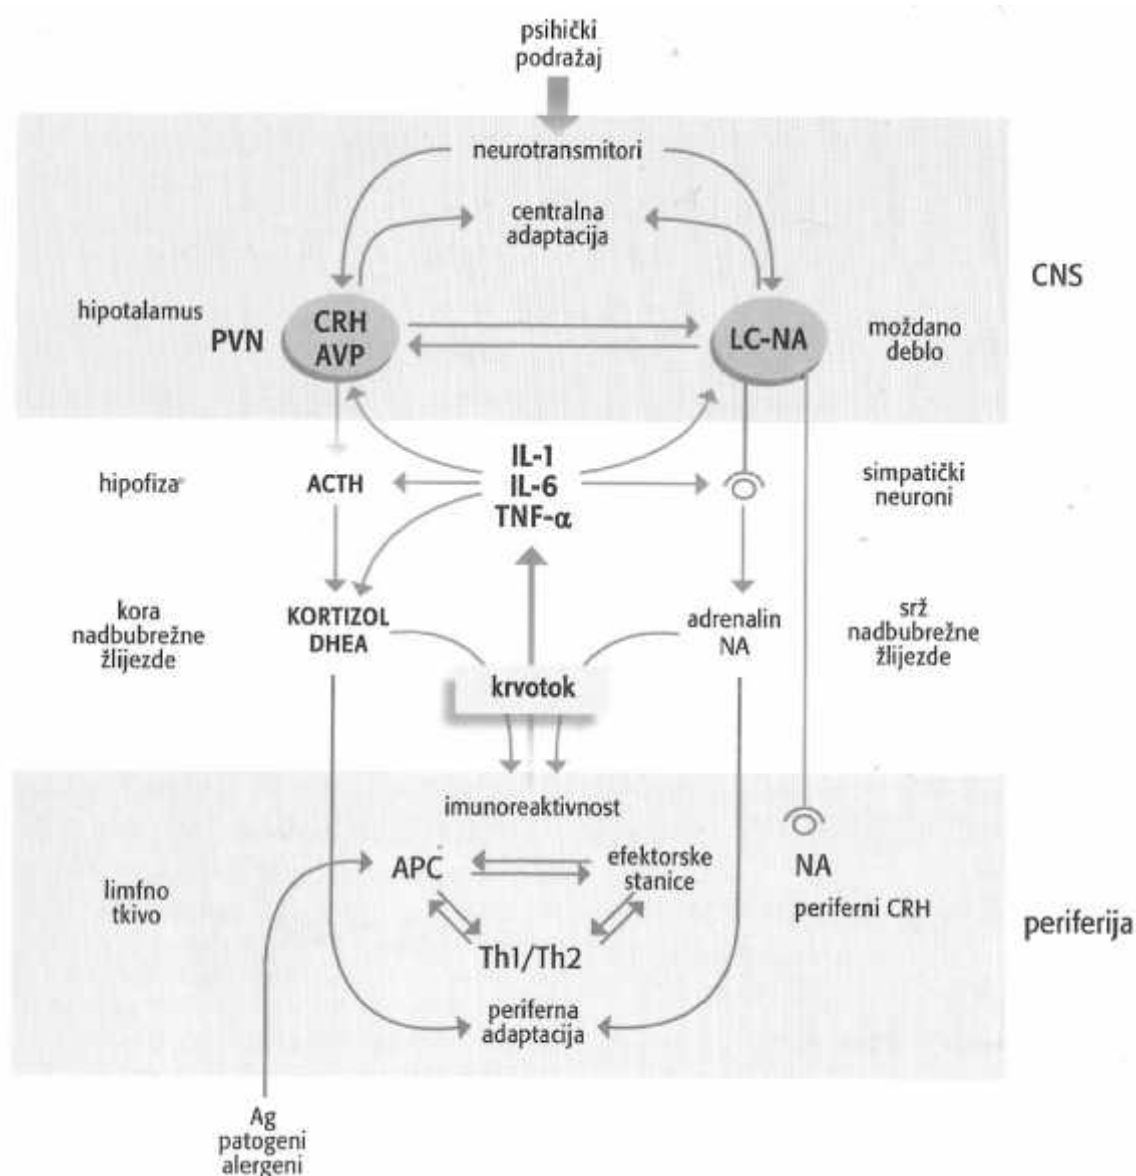 psihički
podražaj
neurotransmitori
centralna
adaptacija
CNS
hipotalamus
PVN
CRH
AVP
LC-NA
moždano
deblo
IL-1
IL-6
TNF-α
hipofiza
ACTH
simpatički
neuroni
kora
nadbubrežne
žlijezde
KORTIZOL
DHEA
adrenalin
NA
srž
nadbubrežne
žlijezde
krvotok
imunoreaktivnost
limfno
tkivo
APC
efektorske
stanice
NA
periferni CRH
periferija
Th1/Th2
periferna
adaptacija
Ag
patogeni
alergeni